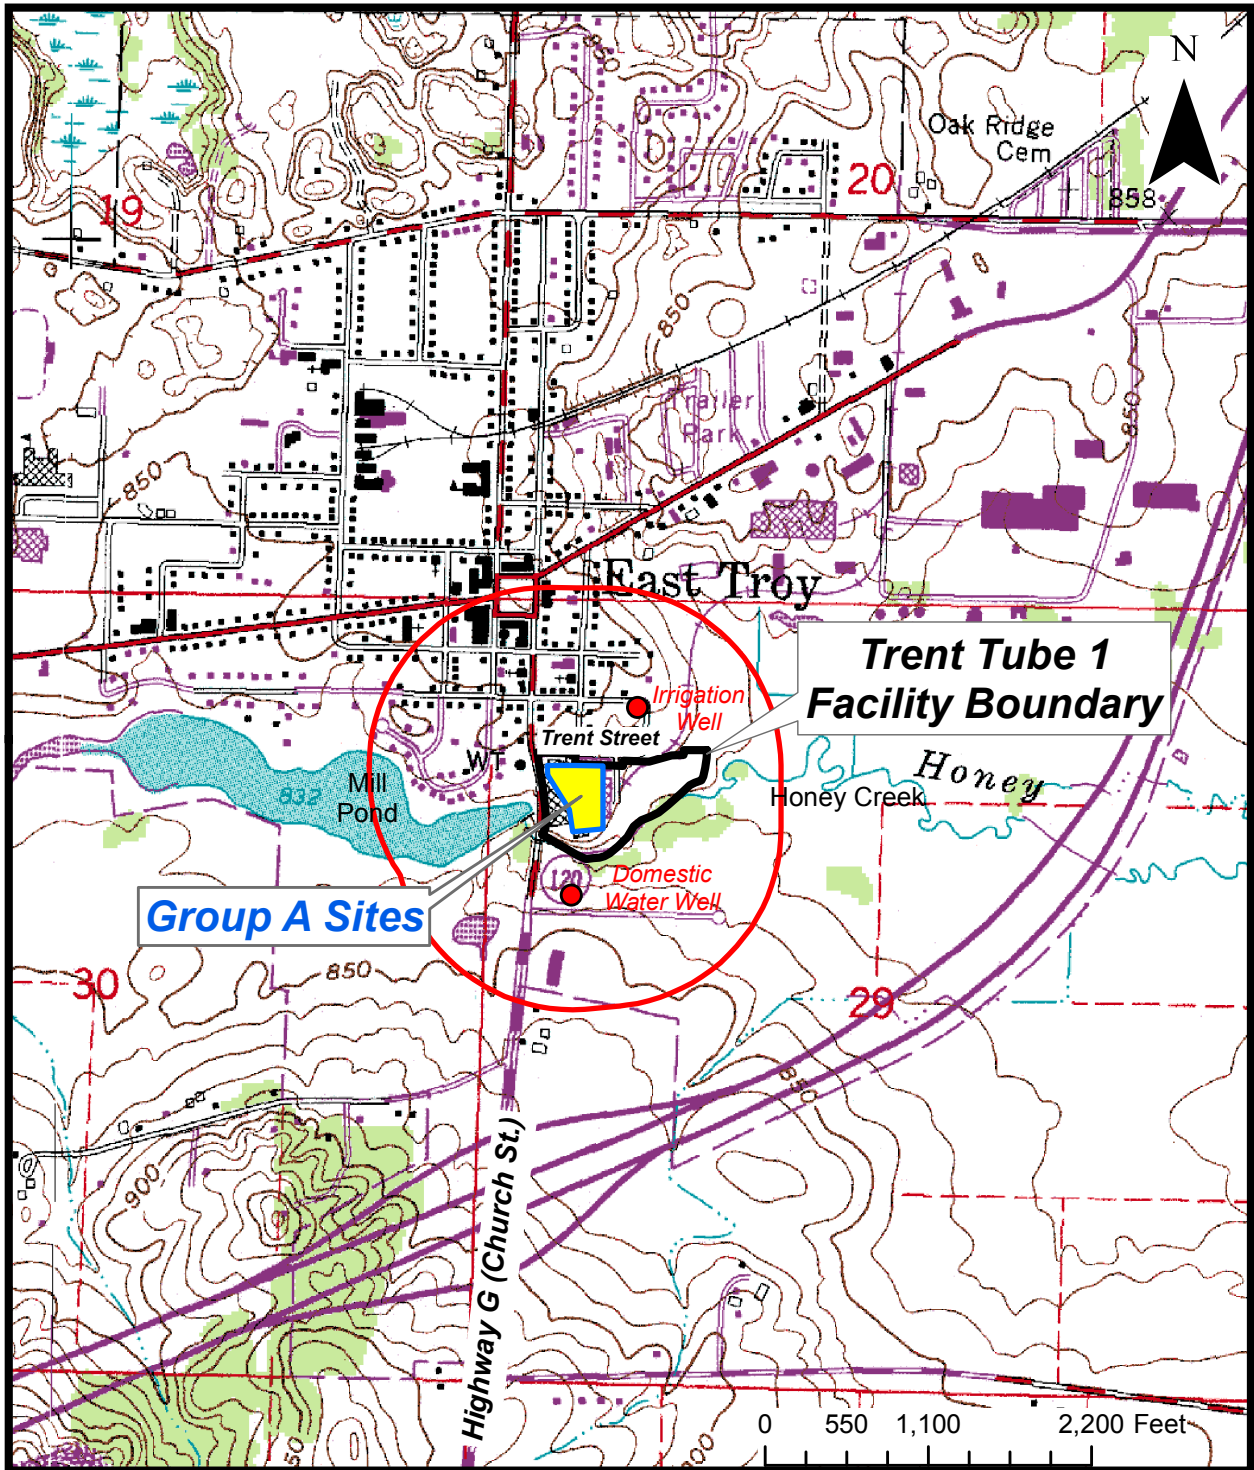 N
Oak Ridge
Cem
20
858
19
850
850
Trailer
Park
850
850
East Troy
Trent Tube 1
Facility Boundary
Irrigation
Well
Trent Street
WT
Honey
Mill
Pond
832
Honey Creek
120
Domestic
Water Well
Group A Sites
850
30
29
850
900
Highway G (Church St.)
0 550 1,100 2,200 Feet